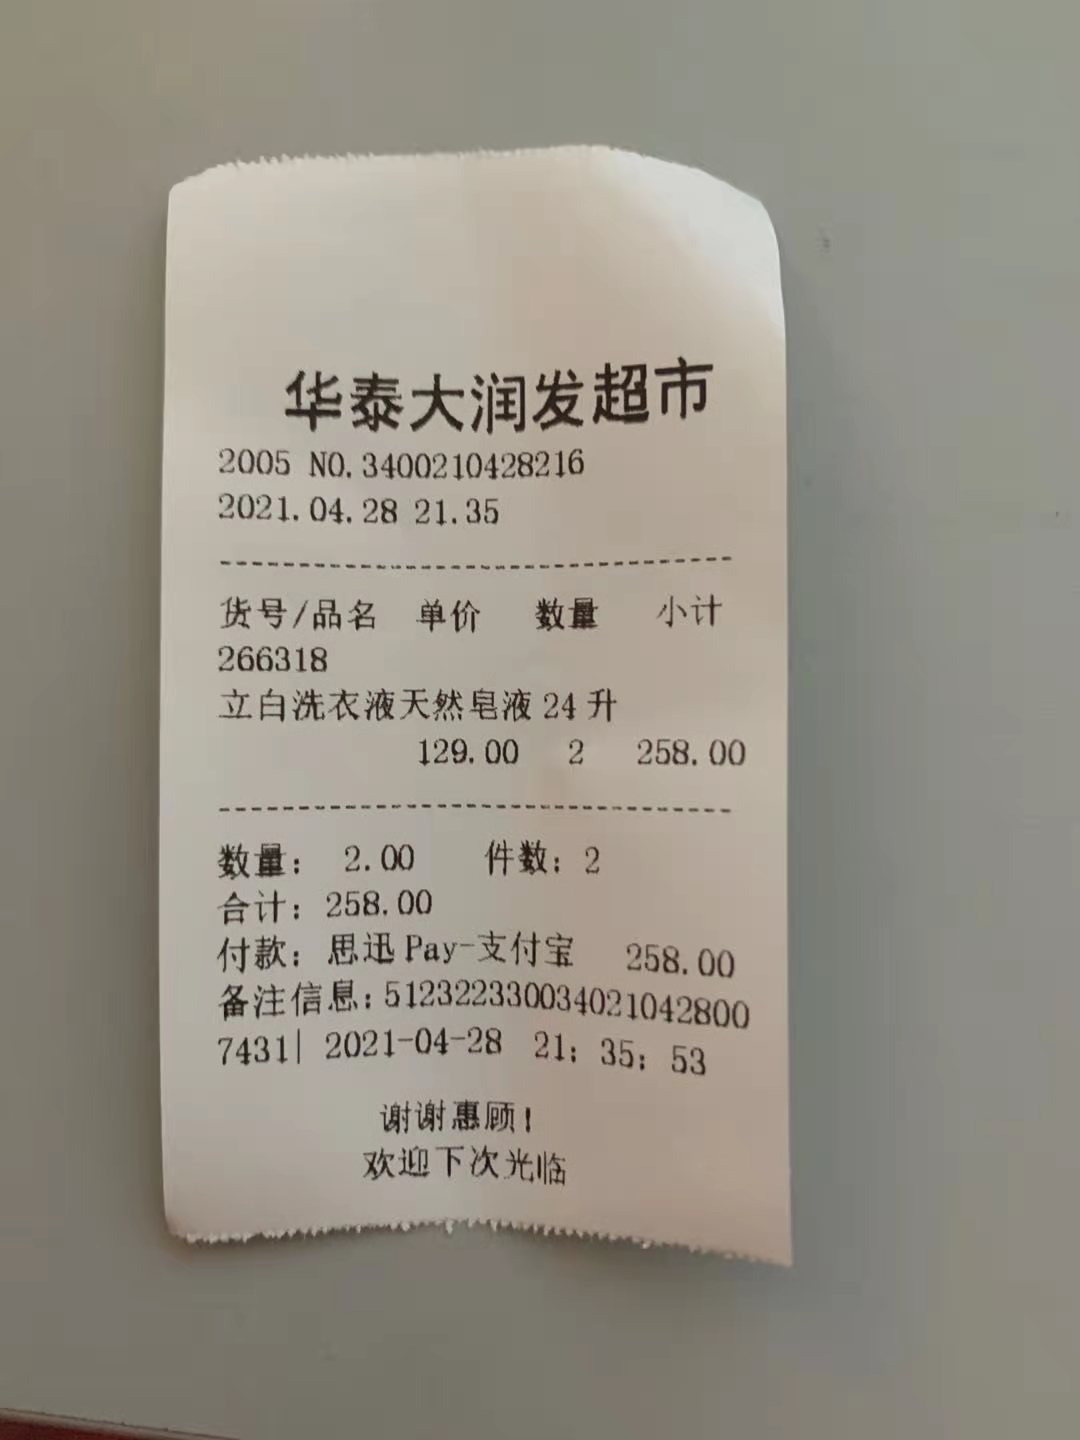 华泰大润发超市
2005 NO.3400210428216
2021.04.28 21.35
货号/品名 单价 数量 小计
266318
立白洗衣液天然皂液 24 升
129.00 2 258.00
数量： 2.00 件数：2
合计：258.00
付款：思迅 Pay-支付宝 258.00
备注信息：51232233003402104​2800
7431| 2021-04-28 21：35：53
谢谢惠顾！
欢迎下次光临